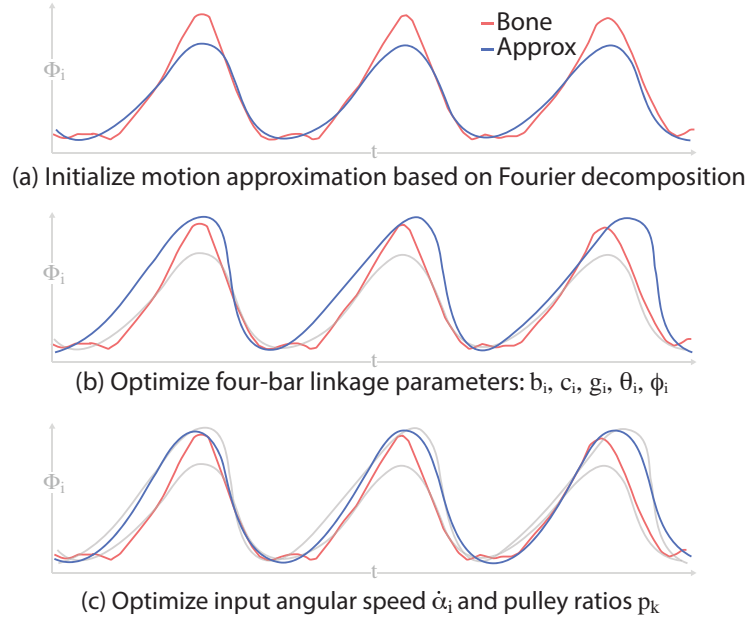 Bone
Approx
Φi
t
(a) Initialize motion approximation based on Fourier decomposition
Φi
t
(b) Optimize four-bar linkage parameters: bi, ci, gi, θi, ϕi
Φi
t
(c) Optimize input angular speed α̇i and pulley ratios pk